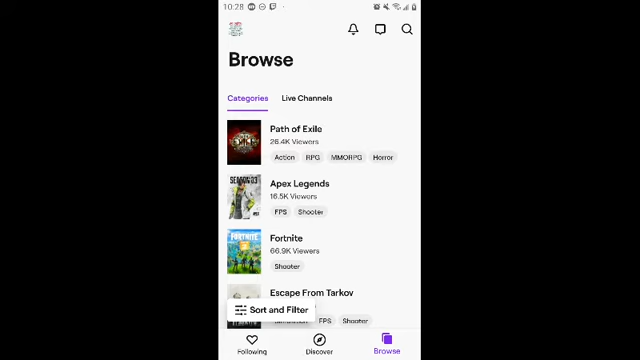 10:28
Browse
Categories Live Channels
Path of Exile
26.4K Viewers
Action RPG MMORPG Horror
Apex Legends
16.5K Viewers
FPS Shooter
FORTNITE
Fortnite
66.9K Viewers
Shooter
Escape From Tarkov
Sort and Filter
FPS Shooter
Following Discover Browse